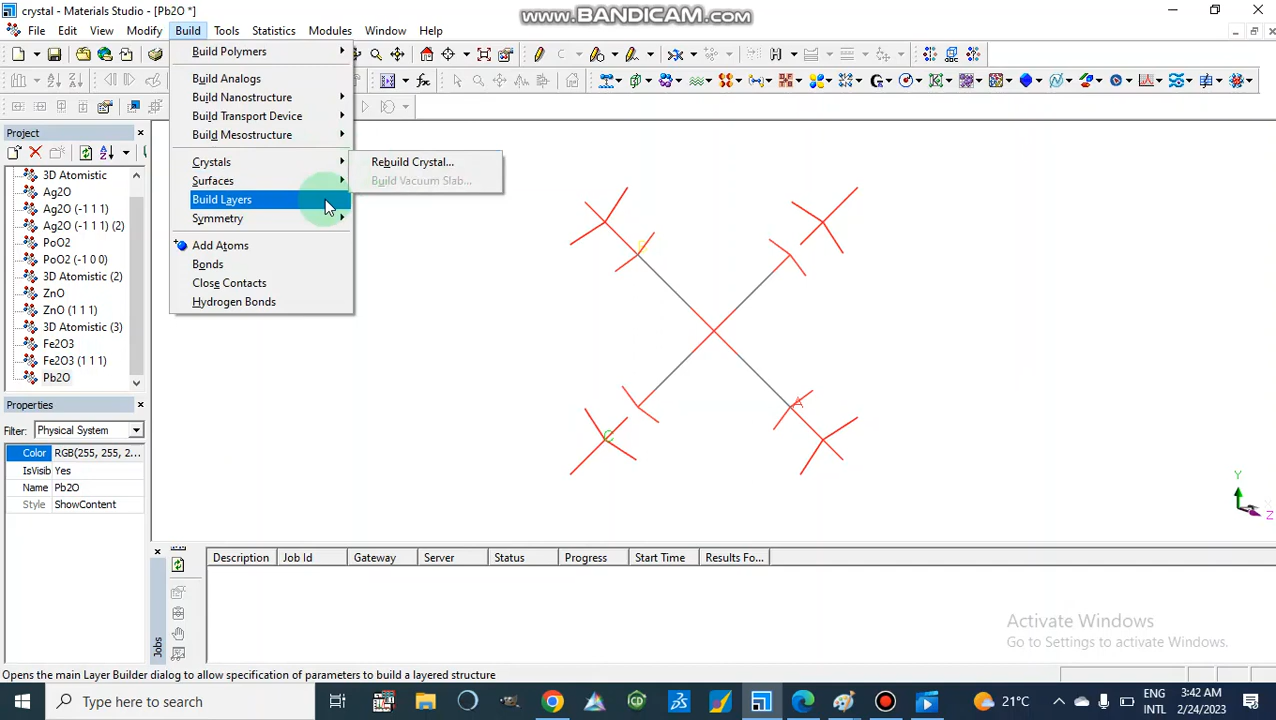 crystal - Materials Studio - [Pb2O *]
www.BANDICAM.com
File Edit View Modify Build Tools Statistics Modules Window Help
Build Polymers
Build Analogs
Build Nanostructure
Build Transport Device
Build Mesostructure
Crystals
Surfaces
Build Layers
Symmetry
Add Atoms
Bonds
Close Contacts
Hydrogen Bonds
Rebuild Crystal...
Build Vacuum Slab...
Project
3D Atomistic
Ag2O
Ag2O (-1 1 1)
Ag2O (-1 1 1) (2)
PoO2
PoO2 (-1 0 0)
3D Atomistic (2)
ZnO
ZnO (1 1 1)
3D Atomistic (3)
Fe2O3
Fe2O3 (1 1 1)
Pb2O
Properties
Filter: Physical System
Color RGB(255, 255, 2...
IsVisib Yes
Name Pb2O
Style ShowContent
B
A
C
Y
Z
Description Job Id Gateway Server Status Progress Start Time Results Fo...
Jobs
Activate Windows
Go to Settings to activate Windows.
Opens the main Layer Builder dialog to allow specification of parameters to build a layered structure
Type here to search
21°C
ENG
INTL
3:42 AM
2/24/2023